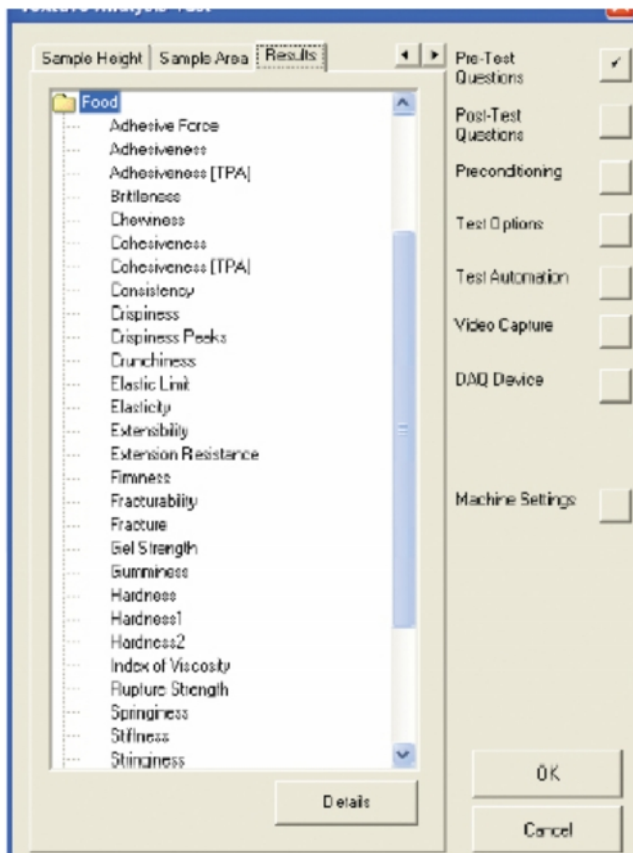 Texture Analysis Test
Sample Height
Sample Area
Results
Food
Adhesive Force
Adhesiveness
Adhesiveness [TPA]
Brittleness
Chewiness
Cohesiveness
Cohesiveness [TPA]
Consistency
Crispiness
Crispiness Peaks
Crunchiness
Elastic Limit
Elasticity
Extensibility
Extension Resistance
Firmness
Fracturability
Fracture
Gel Strength
Gumminess
Hardness
Hardness1
Hardness2
Index of Viscosity
Rupture Strength
Springiness
Stiffness
Stringiness
Details
Pre-Test
Questions
Post-Test
Questions
Preconditioning
Test Options
Test Automation
Video Capture
DAQ Device
Machine Settings
OK
Cancel